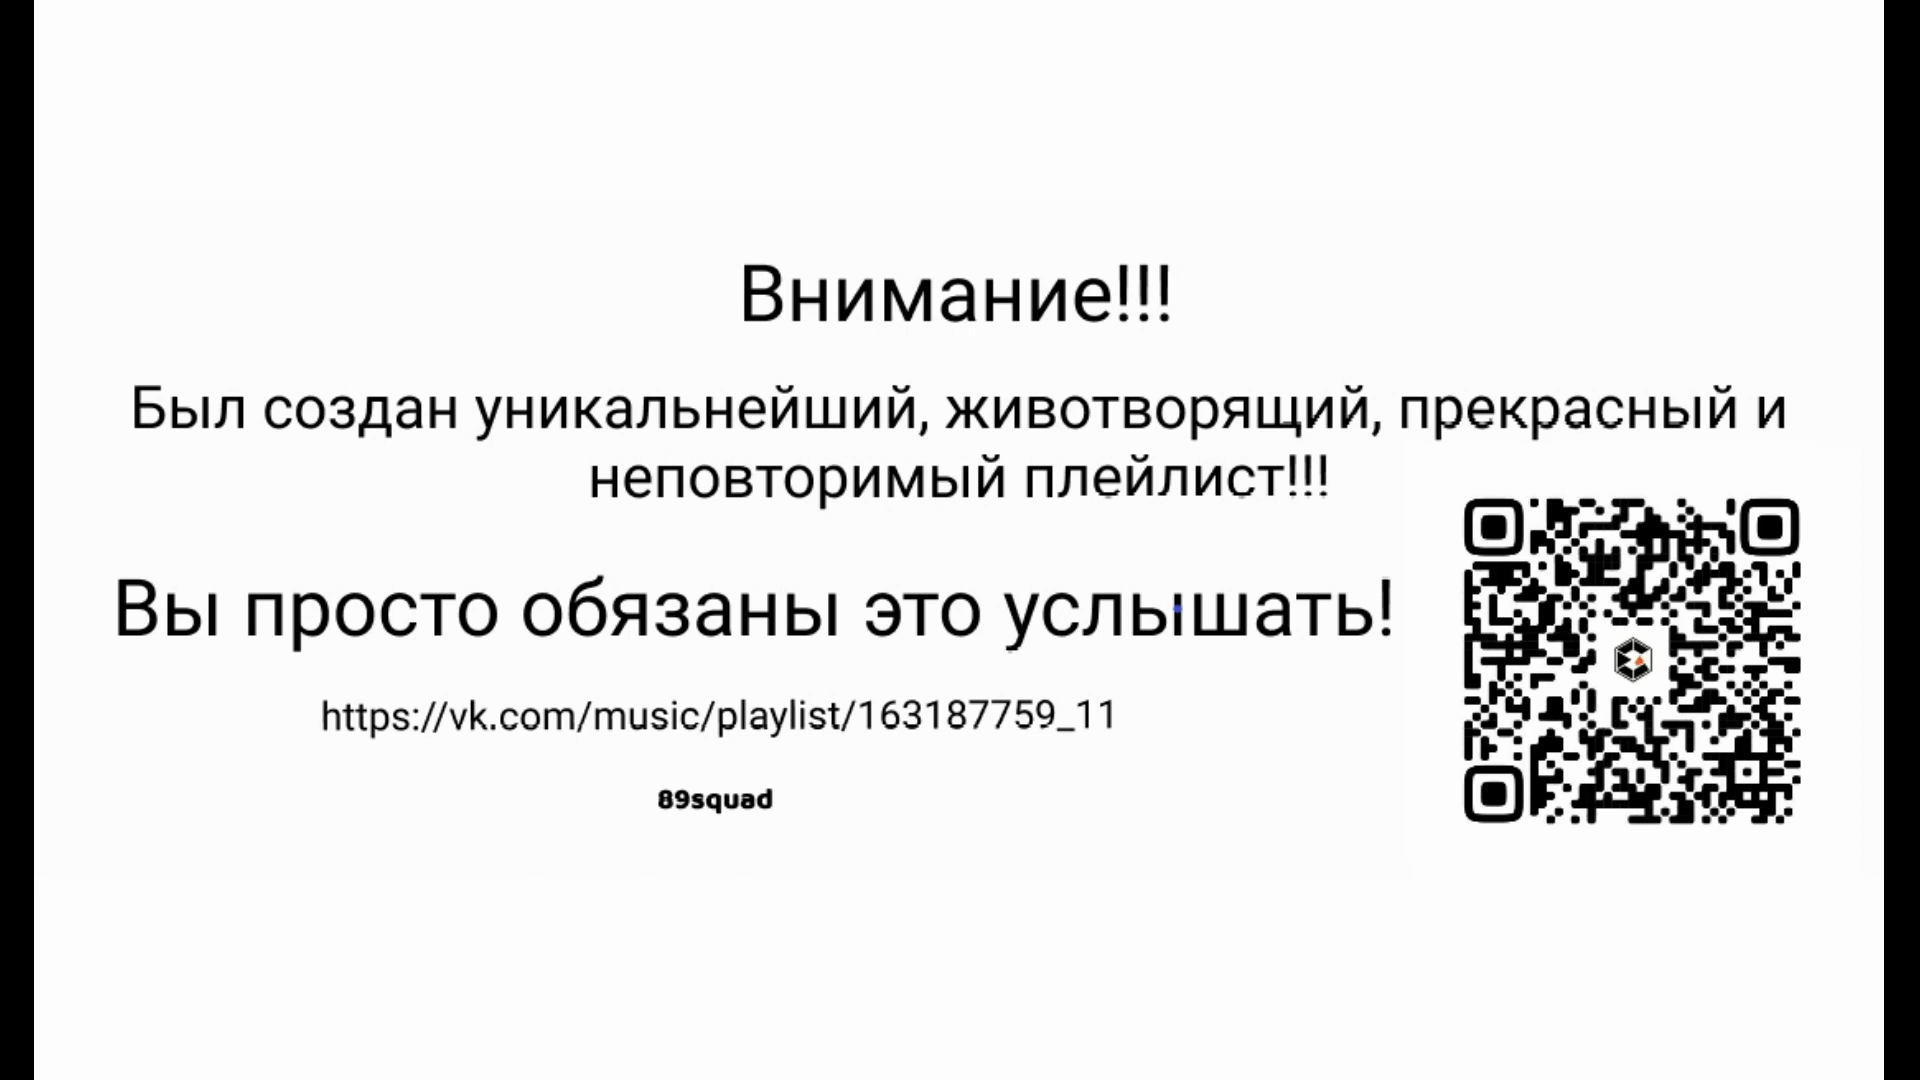 Внимание!!!
Был создан уникальнейший, животворящий, прекрасный и
неповторимый плейлист!!!
Вы просто обязаны это услышать!
https://vk.com/music/playlist/163187759_11
89squad